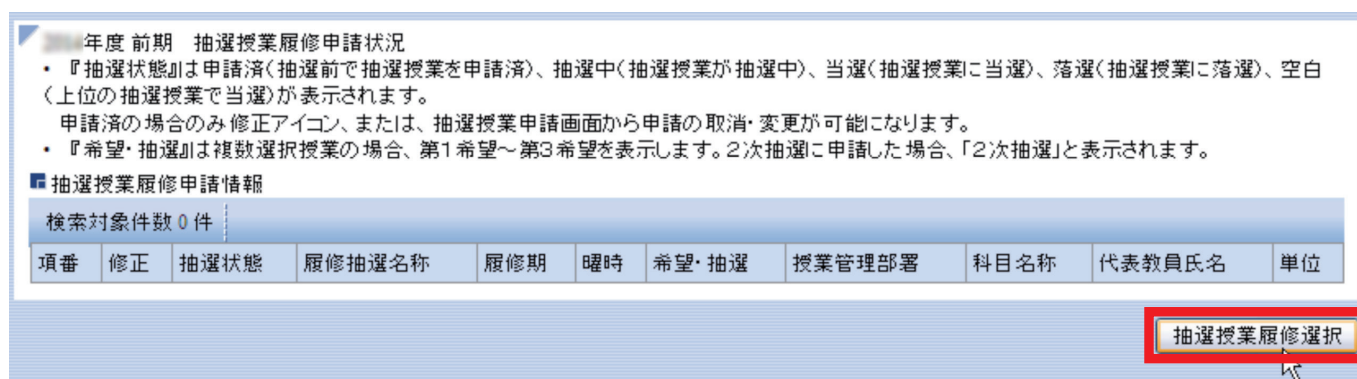 年度 前期 抽選授業履修申請状況
・ 『抽選状態』は申請済(抽選前で抽選授業を申請済)、抽選中(抽選授業が抽選中)、当選(抽選授業に当選)、落選(抽選授業に落選)、空白
(上位の抽選授業で当選)が表示されます。
申請済の場合のみ修正アイコン、または、抽選授業申請画面から申請の取消・変更が可能になります。
・ 『希望・抽選』は複数選択授業の場合、第1希望～第3希望を表示します。2次抽選に申請した場合、「2次抽選」と表示されます。
抽選授業履修申請情報
検索対象件数 0 件
項番 修正 抽選状態 履修抽選名称 履修期 曜時 希望・抽選 授業管理部署 科目名称 代表教員氏名 単位
抽選授業履修選択